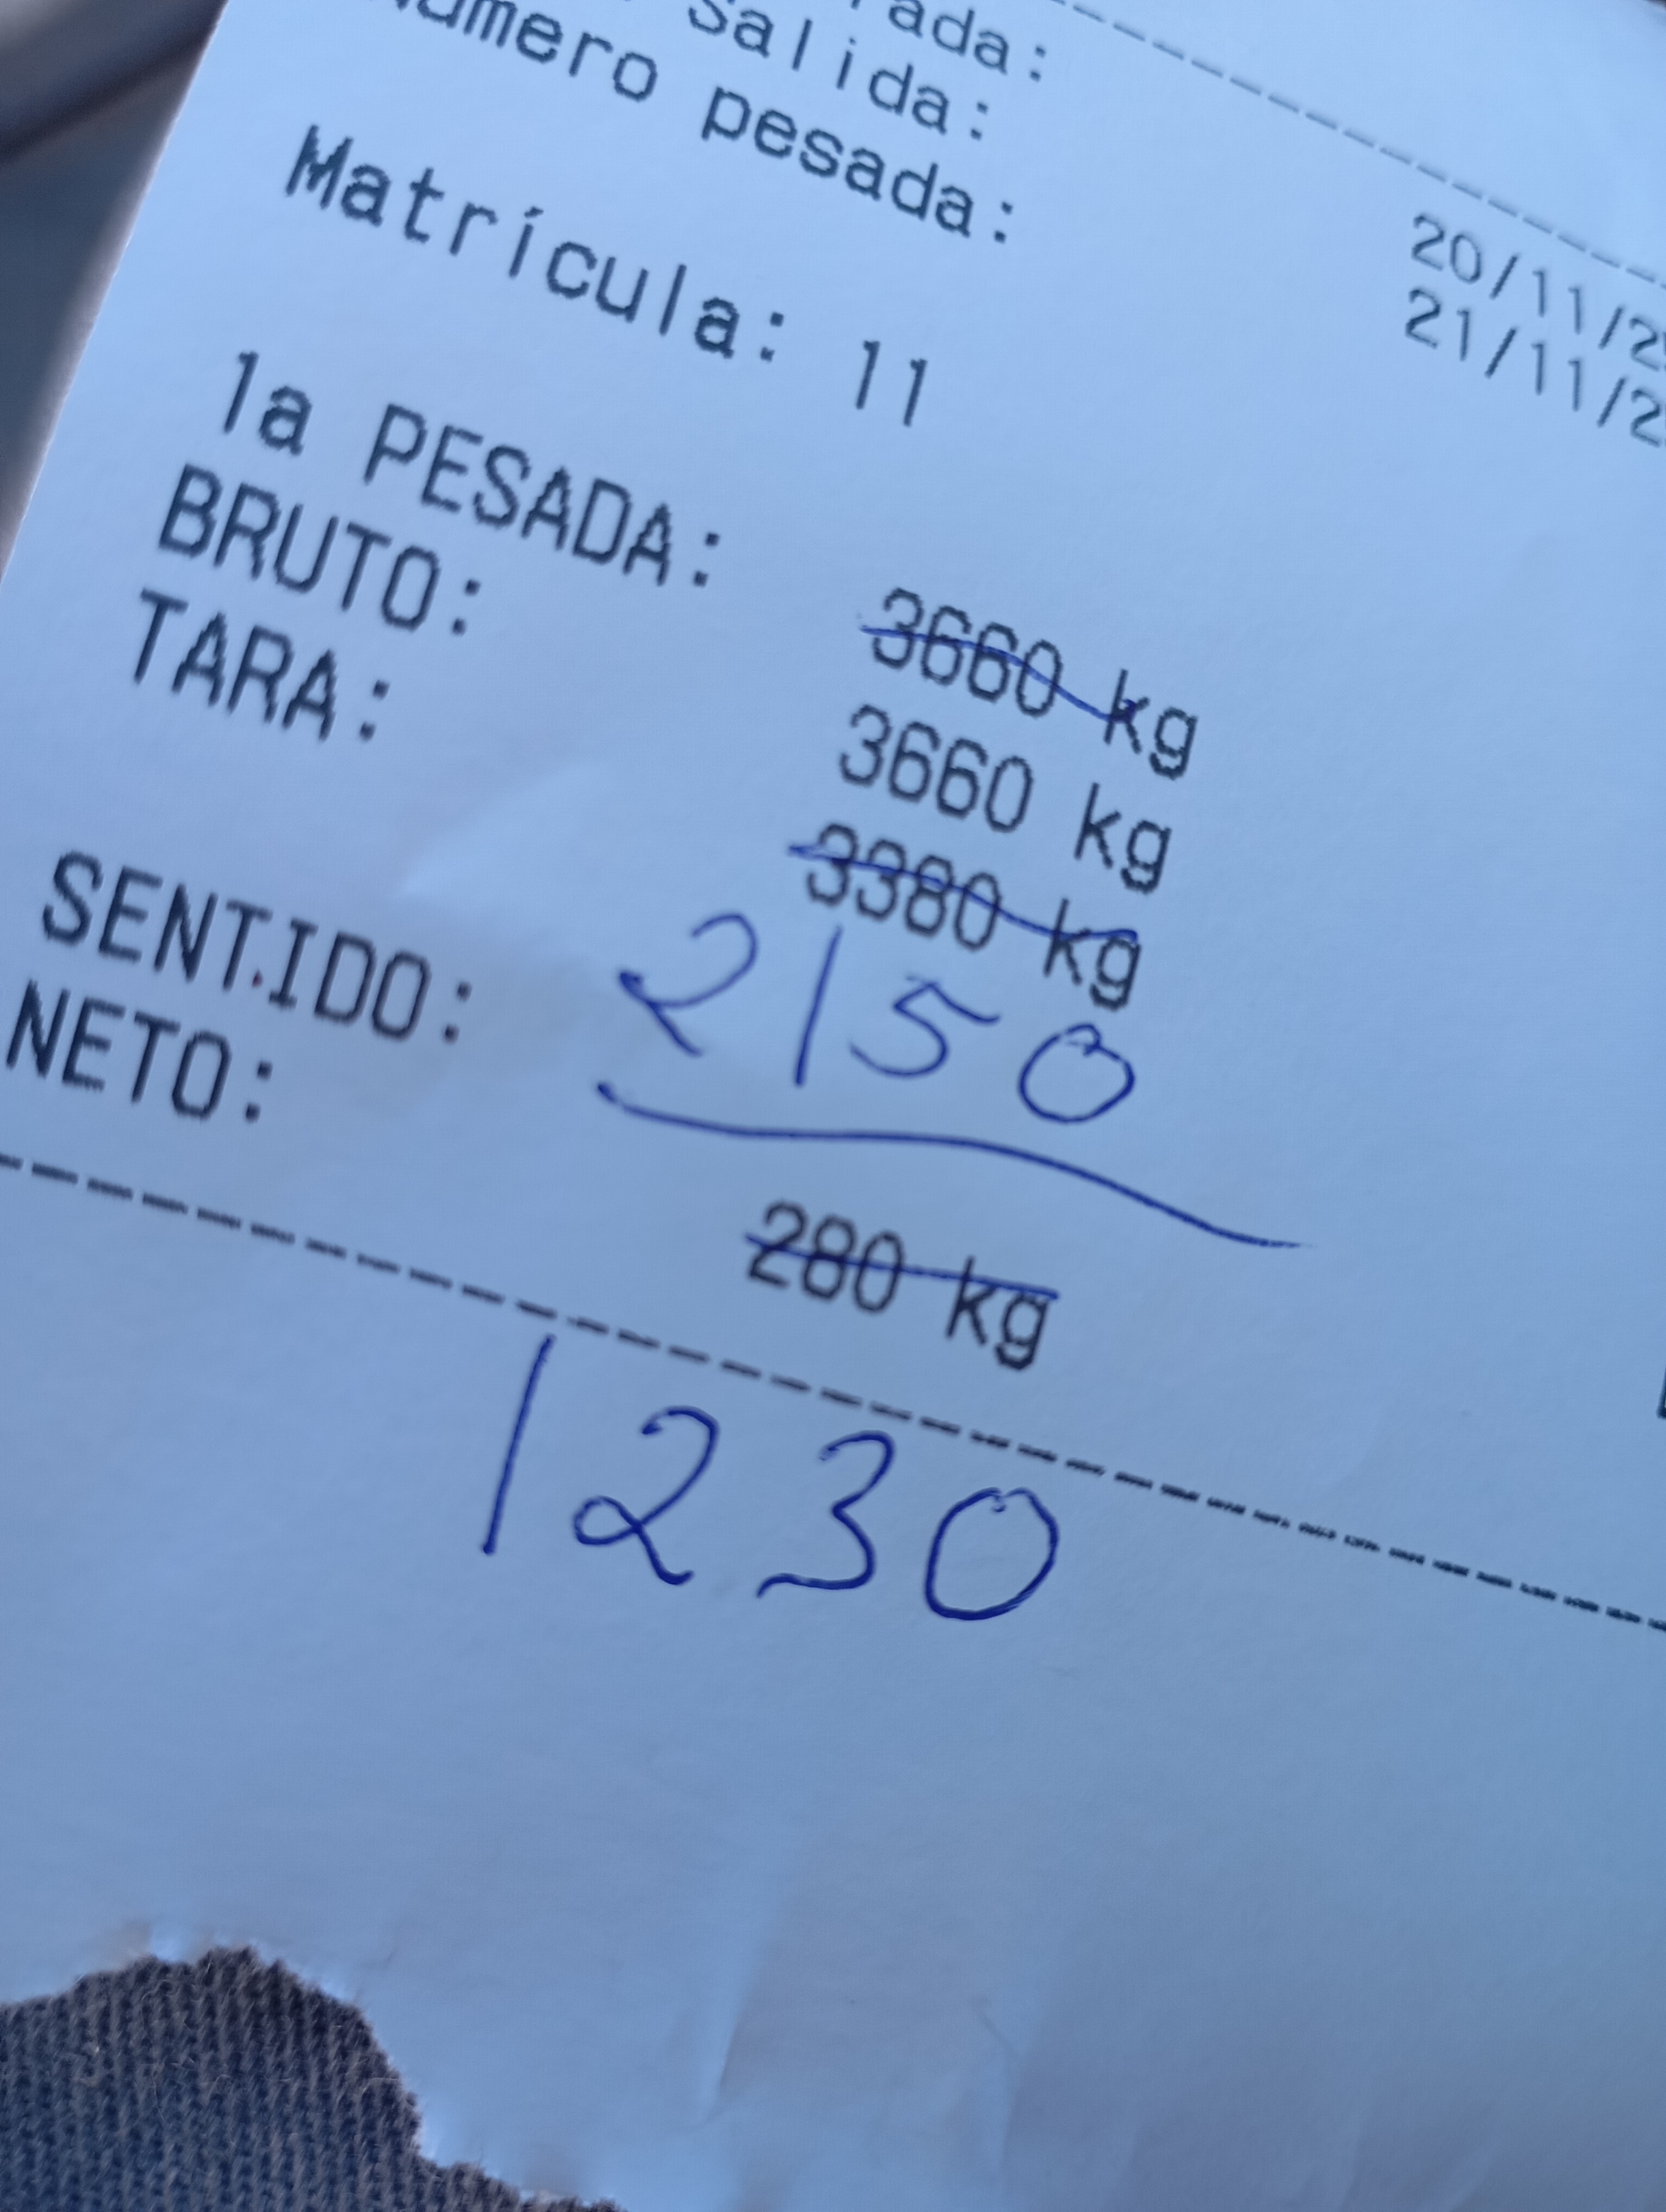 Salida:
pesada:
20/11/2
21/11/2
Matrícula: 11
1a PESADA: 3660 kg
BRUTO: 3660 kg
TARA: 3380 kg
2150
SENTIDO:
NETO: 280 kg
1230